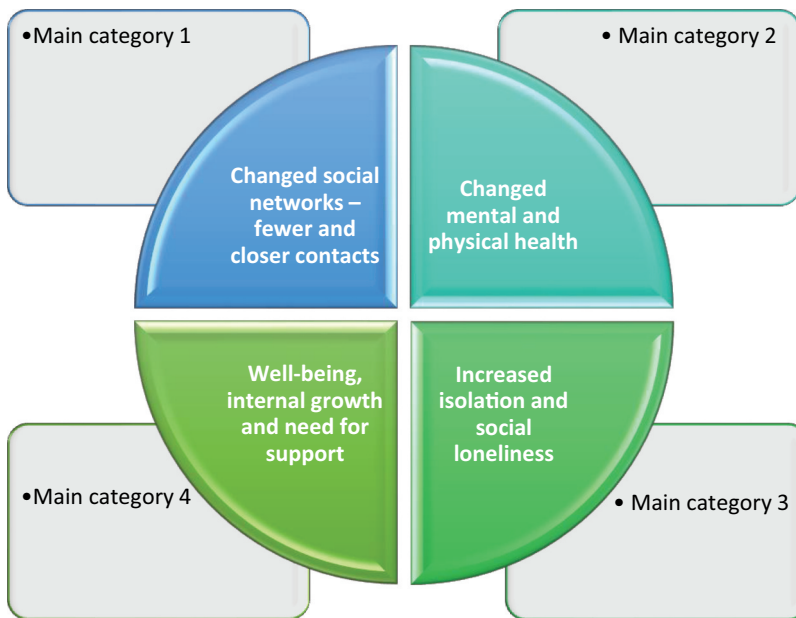 •Main category 1
• Main category 2
Changed social
networks –
fewer and
closer contacts
Changed
mental and
physical health
Well-being,
internal growth
and need for
support
Increased
isolation and
social
loneliness
•Main category 4
• Main category 3